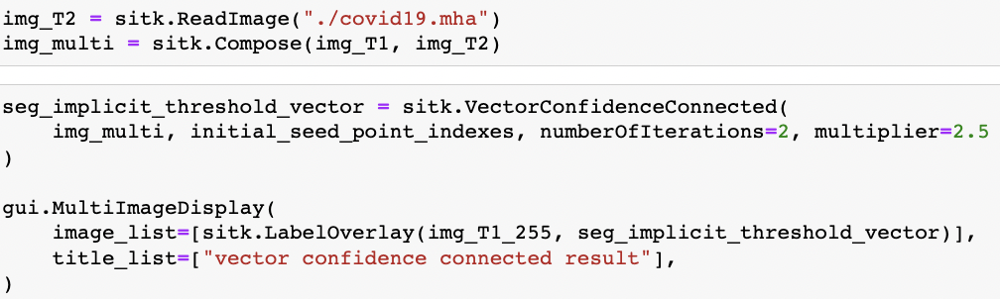 img_T2 = sitk.ReadImage("./covid19.mha")
img_multi = sitk.Compose(img_T1, img_T2)
seg_implicit_threshold_vector = sitk.VectorConfidenceConnected(
    img_multi, initial_seed_point_indexes, numberOfIterations=2, multiplier=2.5
)
gui.MultiImageDisplay(
    image_list=[sitk.LabelOverlay(img_T1_255, seg_implicit_threshold_vector)],
    title_list=["vector confidence connected result"],
)